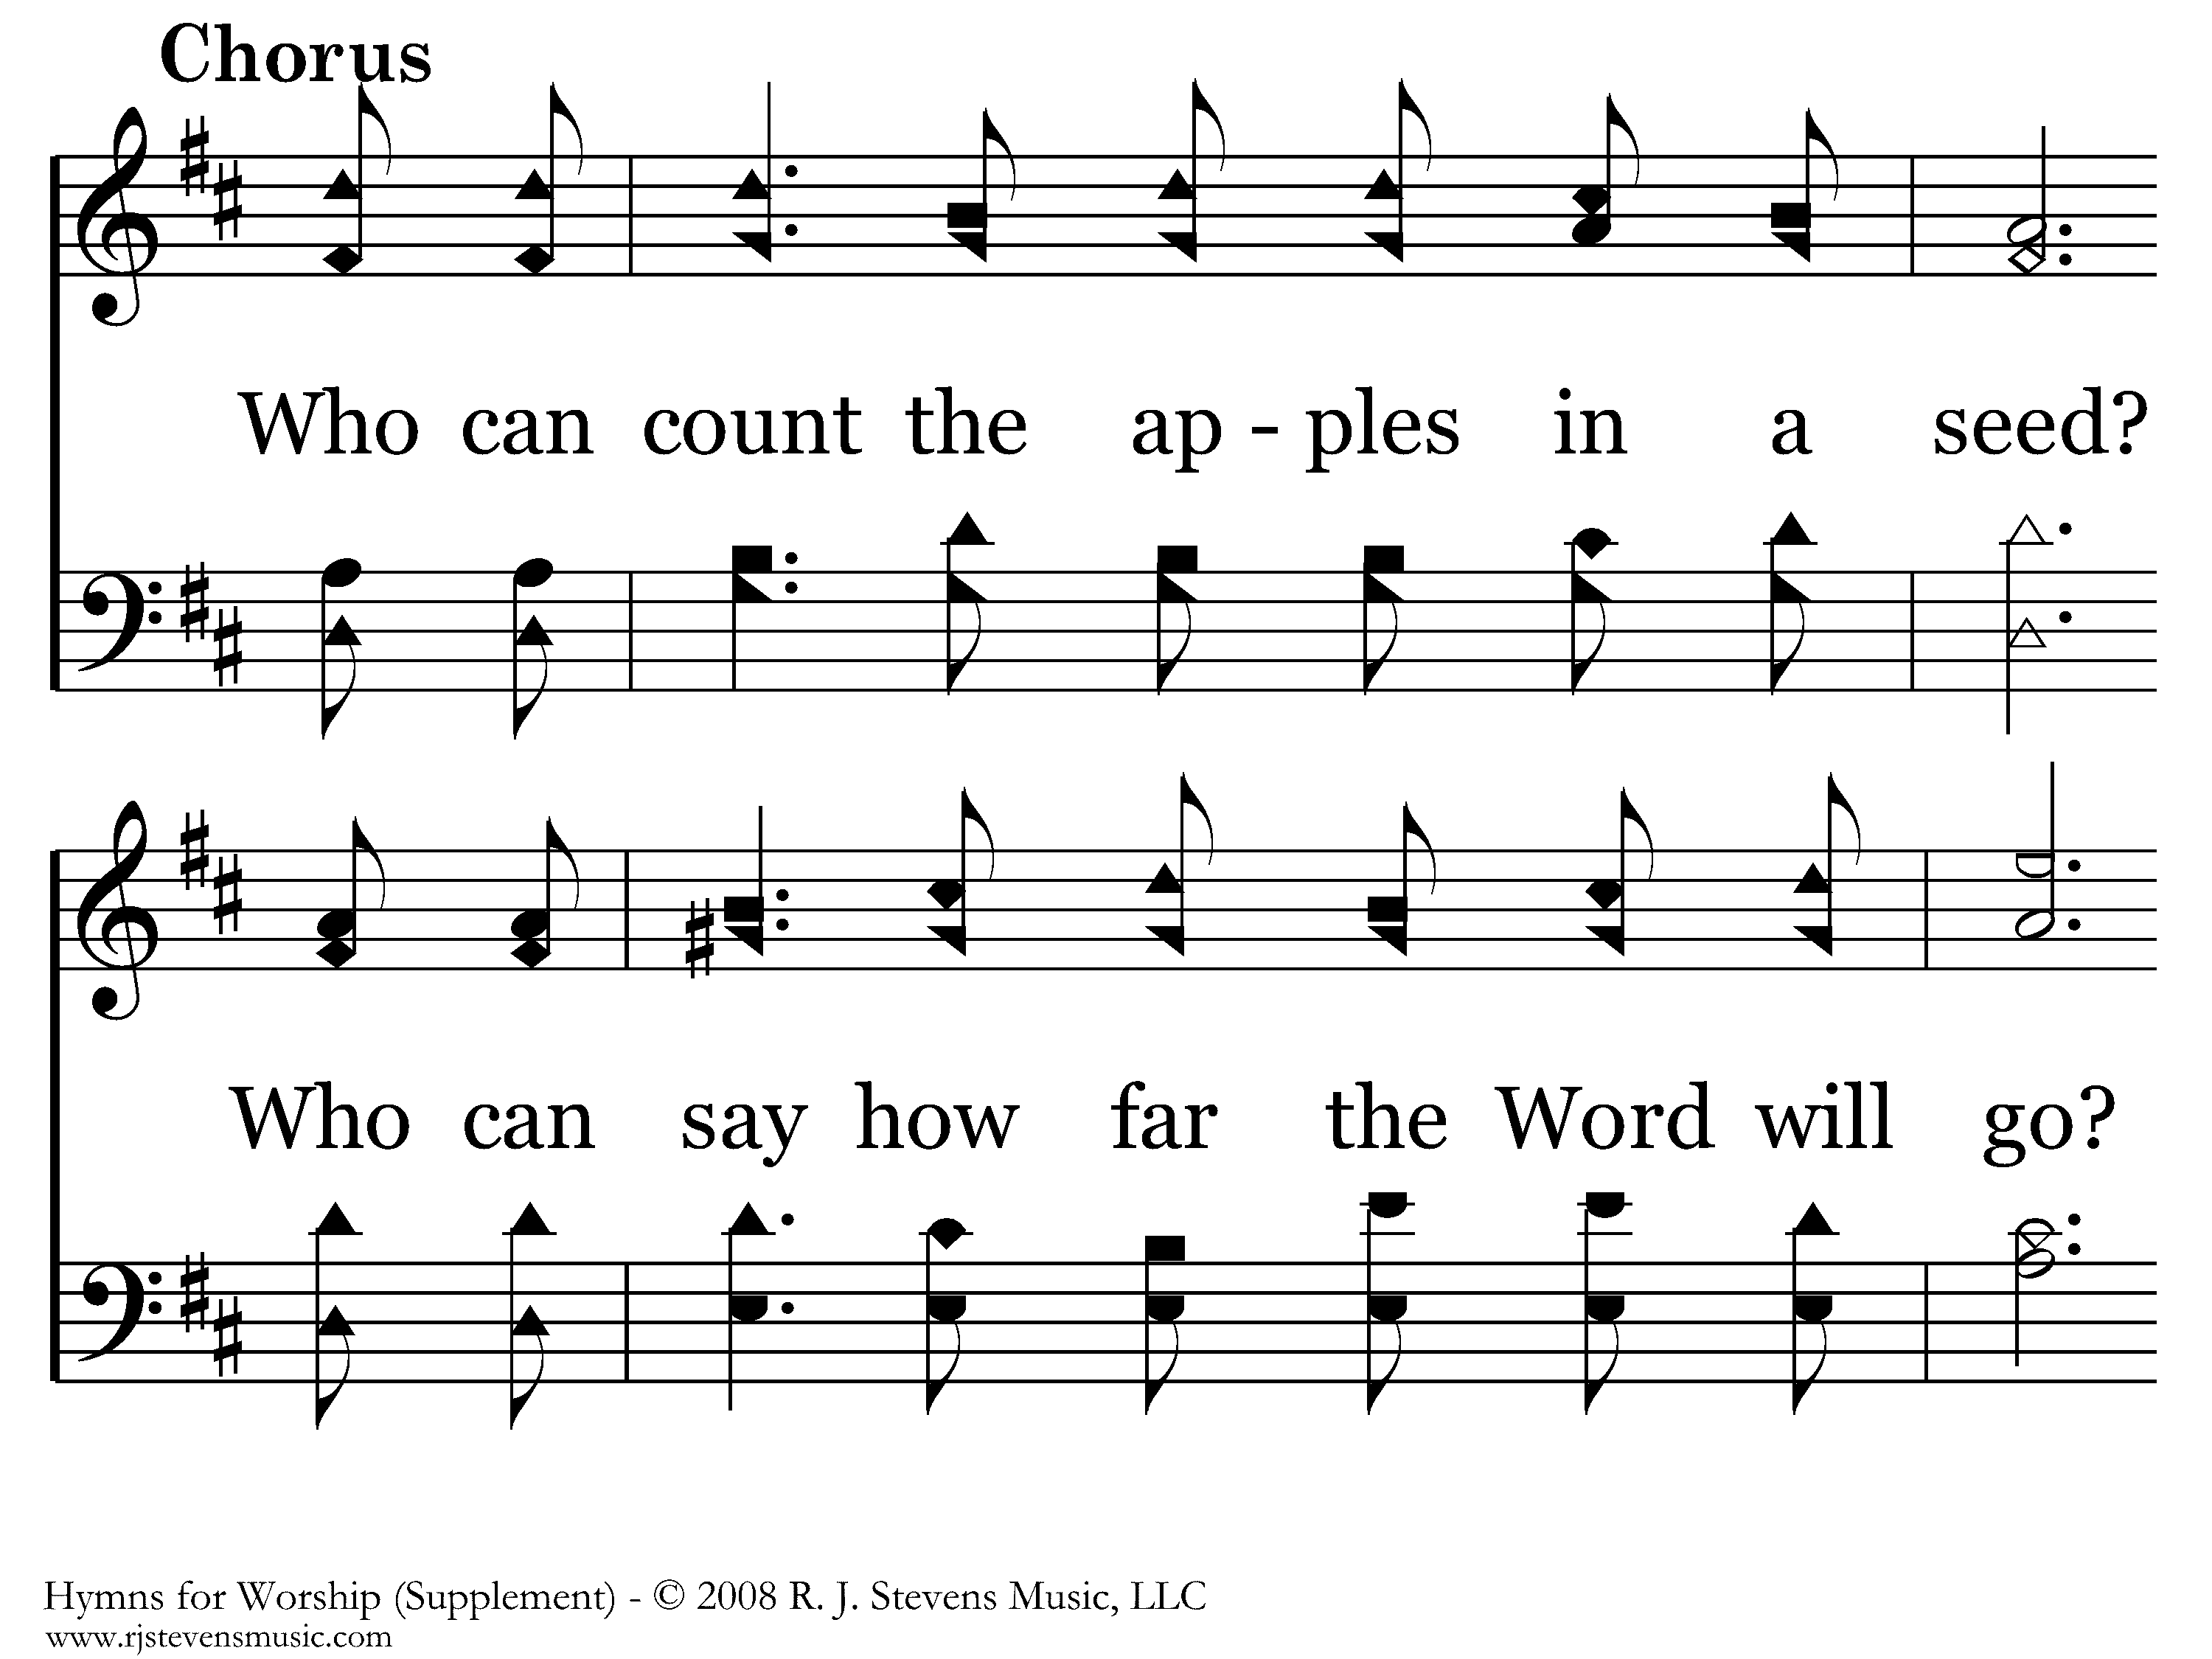 Chorus
Who can count the ap - ples in a seed?
Who can say how far the Word will go?
Hymns for Worship (Supplement) - © 2008 R. J. Stevens Music, LLC
www.rjstevensmusic.com